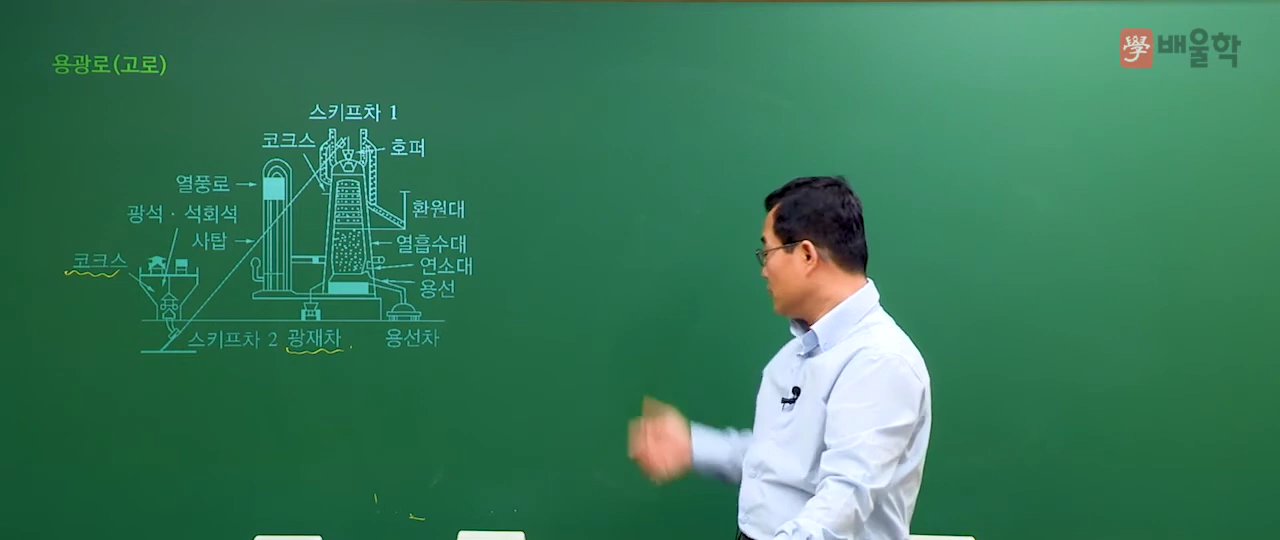 學 배울학
용광로(고로)
스키프차 1
코크스
호퍼
열풍로
광석·석회석
환원대
사탑
열흡수대
코크스
연소대
용선
스키프차 2
광재차
용선차